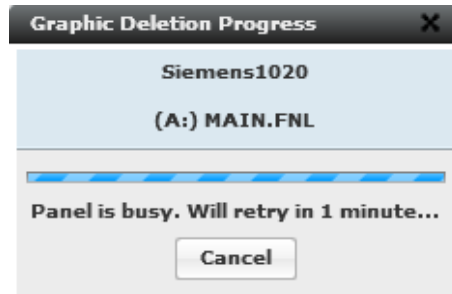 Graphic Deletion Progress X
Siemens1020
(A:) MAIN.FNL
Panel is busy. Will retry in 1 minute...
Cancel